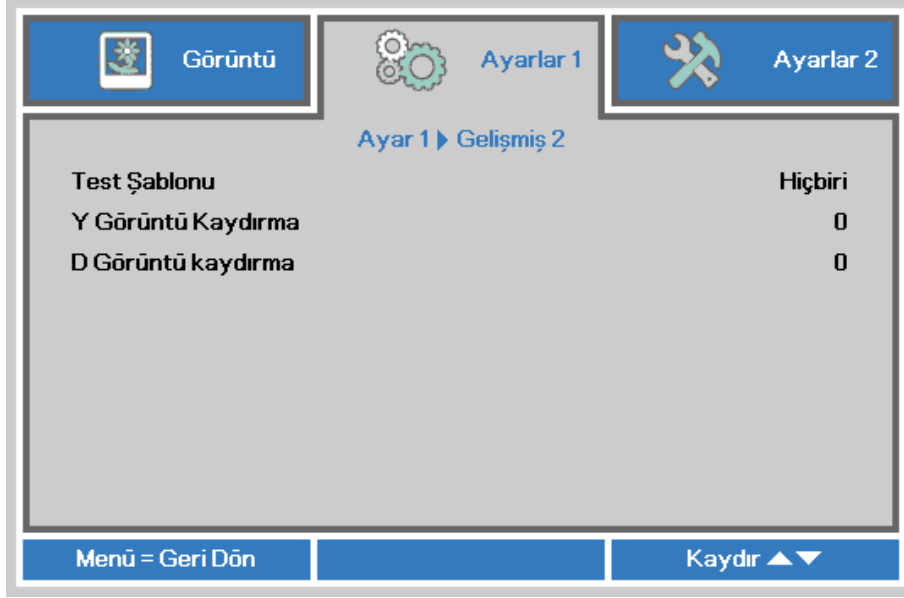 Görüntü
Ayarlar 1
Ayarlar 2
Ayar 1 Gelişmiş 2
Test Şablonu Hiçbiri
Y Görüntü Kaydırma 0
D Görüntü kaydırma 0
Menü = Geri Dön
Kaydır